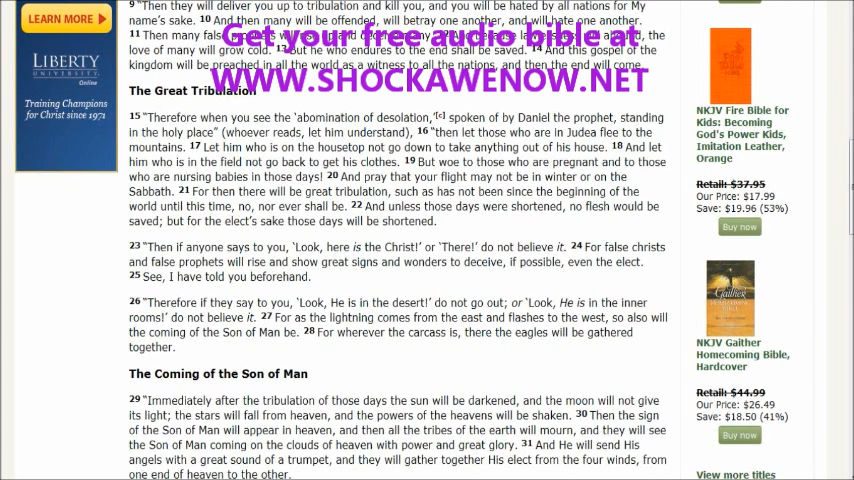 9 "Then they will deliver you up to tribulation and kill you, and you will be hated by all nations for My
name's sake. 10 And then many will be offended, will betray one another, and will hate one another.
11 Then many false
love of many will grow cold. 13 But he who endures to the end shall be saved. 14 And this gospel of the
kingdom will be preached in all the world as a witness to all the nations, and then the end will come.
Get your free audio bible at
WWW.SHOCKAWENOW.NET
The Great Tribulation
15 "Therefore when you see the 'abomination of desolation,'[c] spoken of by Daniel the prophet, standing
in the holy place" (whoever reads, let him understand), 16 "then let those who are in Judea flee to the
mountains. 17 Let him who is on the housetop not go down to take anything out of his house. 18 And let
him who is in the field not go back to get his clothes. 19 But woe to those who are pregnant and to those
who are nursing babies in those days! 20 And pray that your flight may not be in winter or on the
Sabbath. 21 For then there will be great tribulation, such as has not been since the beginning of the
world until this time, no, nor ever shall be. 22 And unless those days were shortened, no flesh would be
saved; but for the elect's sake those days will be shortened.
23 "Then if anyone says to you, 'Look, here is the Christ!' or 'There!' do not believe it. 24 For false christs
and false prophets will rise and show great signs and wonders to deceive, if possible, even the elect.
25 See, I have told you beforehand.
26 "Therefore if they say to you, 'Look, He is in the desert!' do not go out; or 'Look, He is in the inner
rooms!' do not believe it. 27 For as the lightning comes from the east and flashes to the west, so also will
the coming of the Son of Man be. 28 For wherever the carcass is, there the eagles will be gathered
together.
The Coming of the Son of Man
29 "Immediately after the tribulation of those days the sun will be darkened, and the moon will not give
its light; the stars will fall from heaven, and the powers of the heavens will be shaken. 30 Then the sign
of the Son of Man will appear in heaven, and then all the tribes of the earth will mourn, and they will see
the Son of Man coming on the clouds of heaven with power and great glory. 31 And He will send His
angels with a great sound of a trumpet, and they will gather together His elect from the four winds, from
one end of heaven to the other.
LEARN MORE
LIBERTY
UNIVERSITY
Online
Training Champions
for Christ since 1971
NKJV Fire Bible for
Kids: Becoming
God's Power Kids,
Imitation Leather,
Orange
Retail: $37.95
Our Price: $17.99
Save: $19.96 (53%)
Buy now
Gaither
NKJV Gaither
Homecoming Bible,
Hardcover
Retail: $44.99
Our Price: $26.49
Save: $18.50 (41%)
Buy now
View more titles